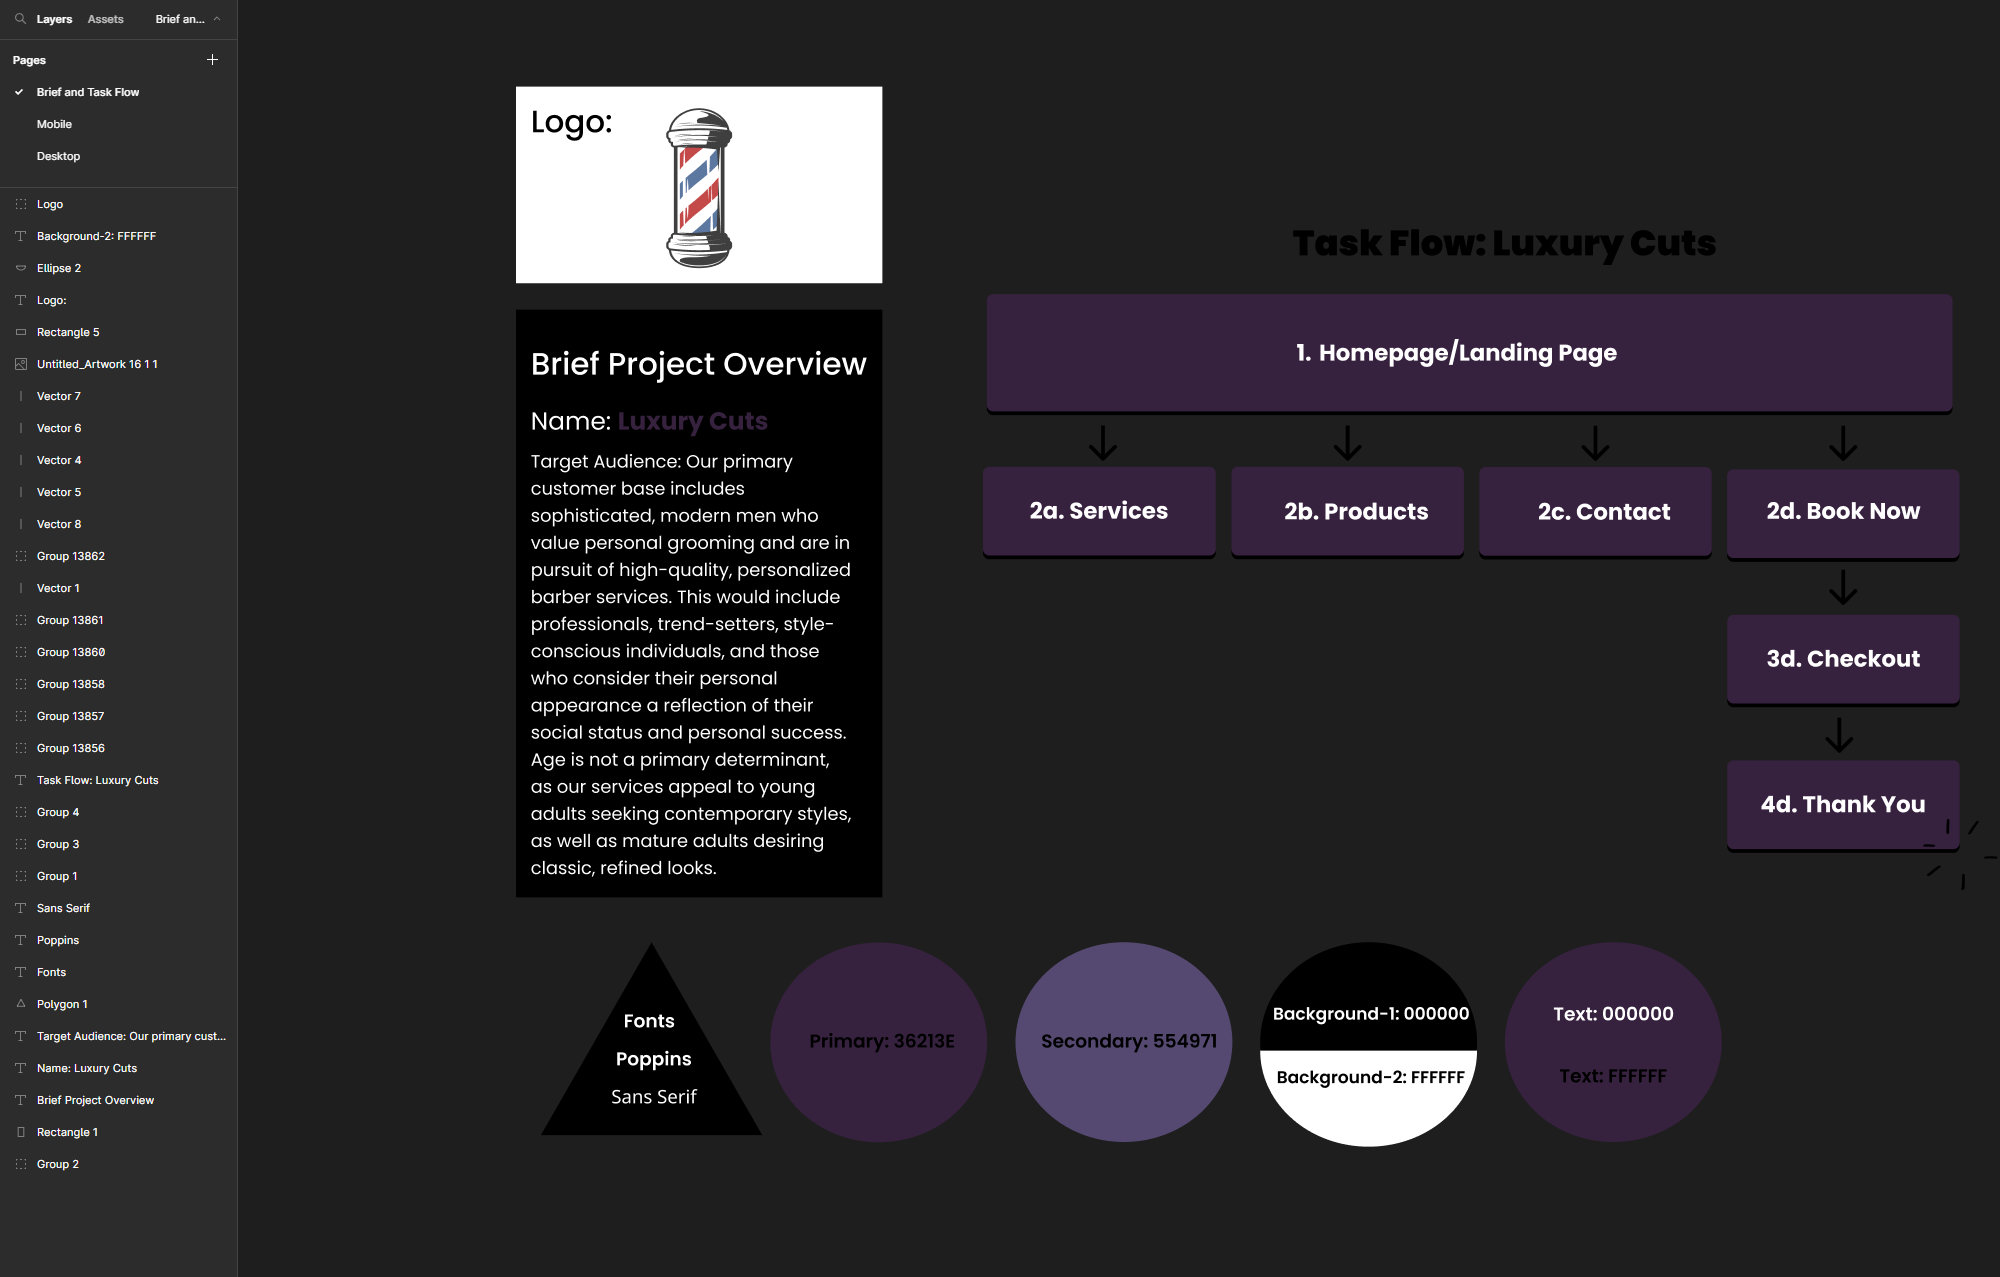 Layers Assets Brief an...
Pages
Brief and Task Flow
Mobile
Desktop
Logo
Background-2: FFFFFF
Ellipse 2
Logo:
Rectangle 5
Untitled_Artwork 16 1 1
Vector 7
Vector 6
Vector 4
Vector 5
Vector 8
Group 13862
Vector 1
Group 13861
Group 13860
Group 13858
Group 13857
Group 13856
Task Flow: Luxury Cuts
Group 4
Group 3
Group 1
Sans Serif
Poppins
Fonts
Polygon 1
Target Audience: Our primary cust...
Name: Luxury Cuts
Brief Project Overview
Rectangle 1
Group 2
Logo:
Brief Project Overview
Name: Luxury Cuts
Target Audience: Our primary
customer base includes
sophisticated, modern men who
value personal grooming and are in
pursuit of high-quality, personalized
barber services. This would include
professionals, trend-setters, style-
conscious individuals, and those
who consider their personal
appearance a reflection of their
social status and personal success.
Age is not a primary determinant,
as our services appeal to young
adults seeking contemporary styles,
as well as mature adults desiring
classic, refined looks.
Task Flow: Luxury Cuts
1. Homepage/Landing Page
2a. Services
2b. Products
2c. Contact
2d. Book Now
3d. Checkout
4d. Thank You
Fonts
Poppins
Sans Serif
Primary: 36213E
Secondary: 554971
Background-1: 000000
Background-2: FFFFFF
Text: 000000
Text: FFFFFF